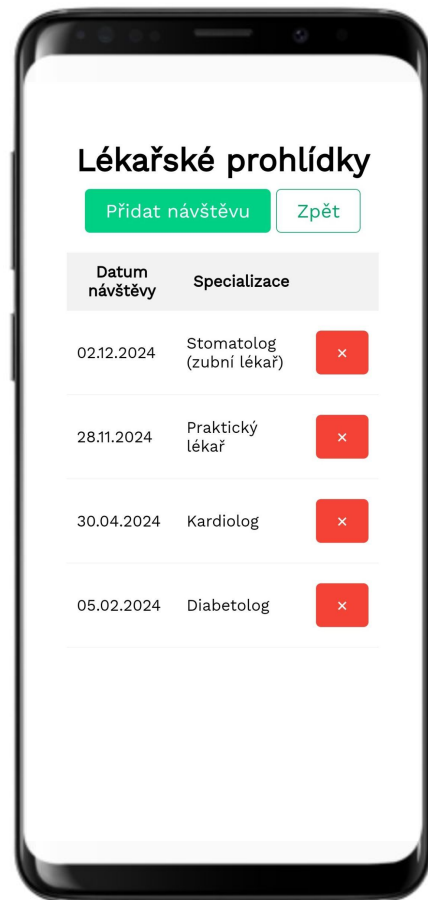 Lékařské prohlídky
Přidat návštěvu Zpět
Datum návštěvy Specializace
02.12.2024 Stomatolog (zubní lékař) ×
28.11.2024 Praktický lékař ×
30.04.2024 Kardiolog ×
05.02.2024 Diabetolog ×